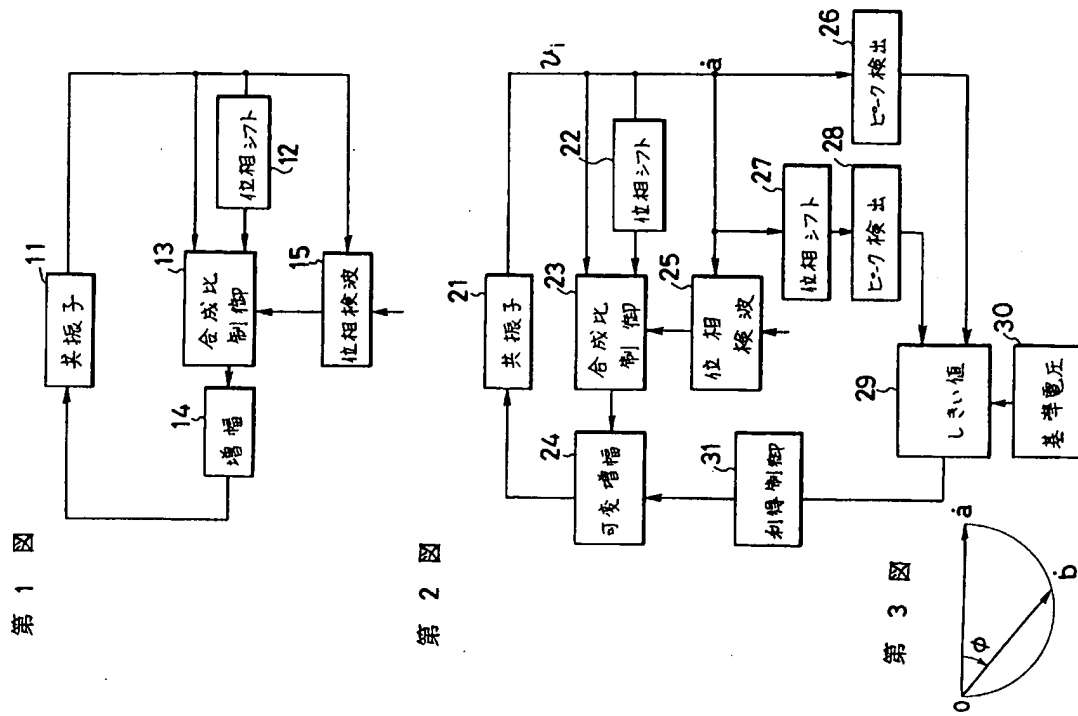 第 1 図
11
共振子
12
位相シフト
13
合成比
制御
14
増幅
15
位相検波
第 2 図
21
共振子
υi
22
位相シフト
23
合成比
制御
ȧ
24
可変増幅
25
位相
検波
26
ピーク検出
27
位相シフト
28
ピーク検出
29
しきい値
30
基準電圧
31
利得制御
第 3 図
O
φ
ȧ
ḃ